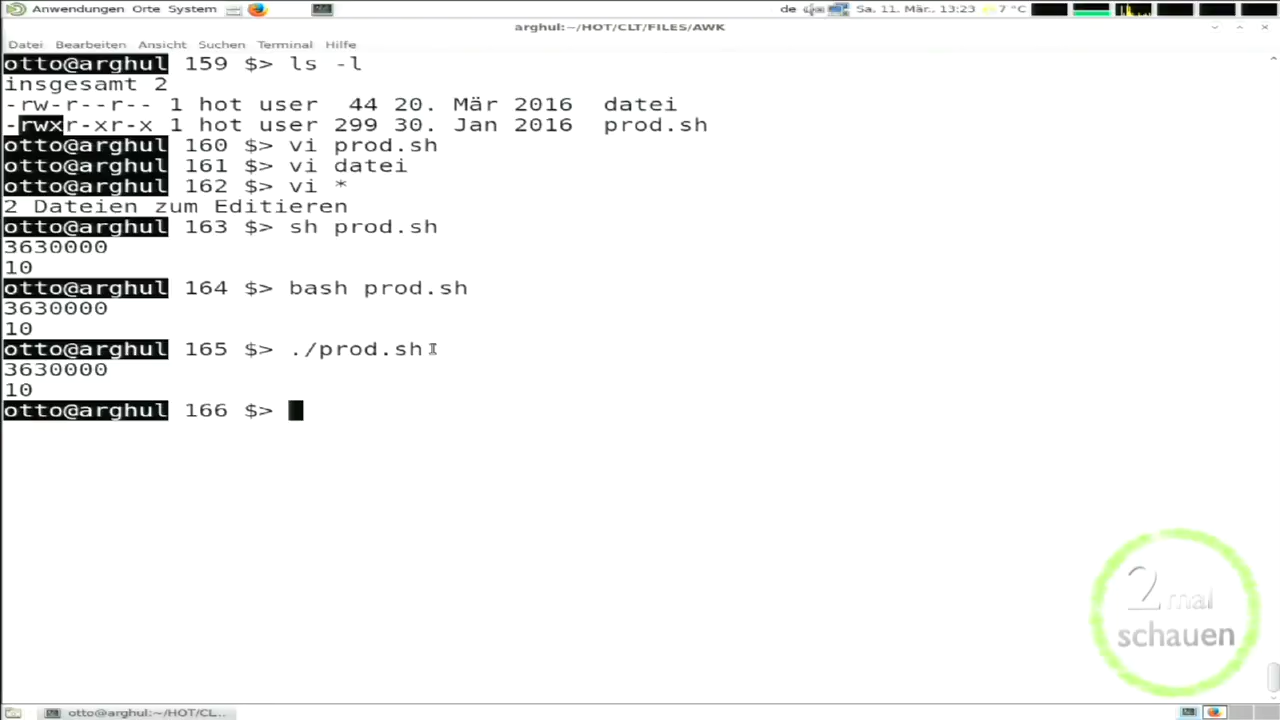 Anwendungen Orte System de Sa. 11. Mär., 13:23 7 °C
arghul:~/HOT/CLT/FILES/AWK
Datei Bearbeiten Ansicht Suchen Terminal Hilfe
otto@arghul 159 $> ls -l
insgesamt 2
-rw-r--r-- 1 hot user 44 20. Mär 2016 datei
-rwxr-xr-x 1 hot user 299 30. Jan 2016 prod.sh
otto@arghul 160 $> vi prod.sh
otto@arghul 161 $> vi datei
otto@arghul 162 $> vi *
2 Dateien zum Editieren
otto@arghul 163 $> sh prod.sh
3630000
10
otto@arghul 164 $> bash prod.sh
3630000
10
otto@arghul 165 $> ./prod.sh
3630000
10
otto@arghul 166 $>
2mal
schauen
otto@arghul:~/HOT/CL...